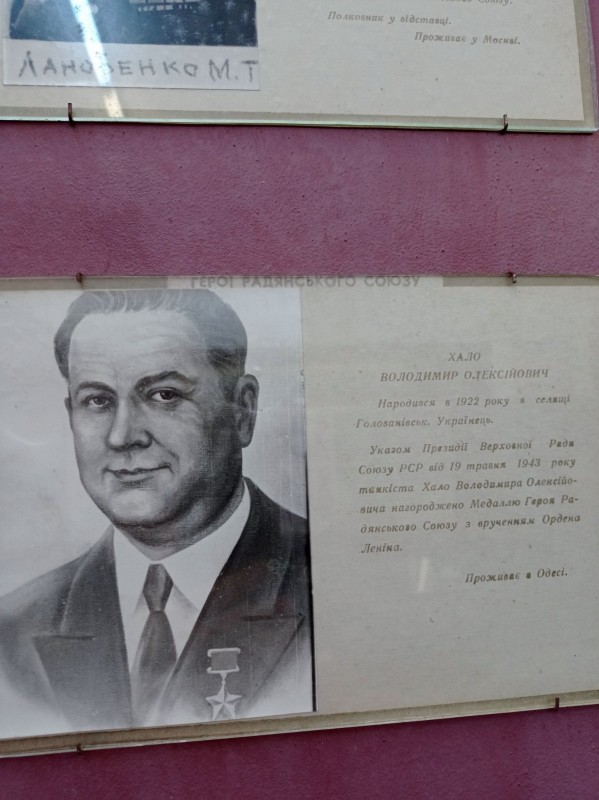 Союзу.
Полковник у відставці.
Проживає у Москві.
ЛАНОВЕНКО М.Т
ГЕРОЇ РАДЯНСЬКОГО СОЮЗУ
ХАЛО
ВОЛОДИМИР ОЛЕКСІЙОВИЧ
Народився в 1922 року в селищі
Голованівськ. Українець.
Указом Президії Верховної Ради
Союзу РСР від 19 травня 1943 року
танкіста Хало Володимира Олексійо-
вича нагороджено Медаллю Героя Ра-
дянського Союзу з врученням Ордена
Леніна.
Проживає в Одесі.